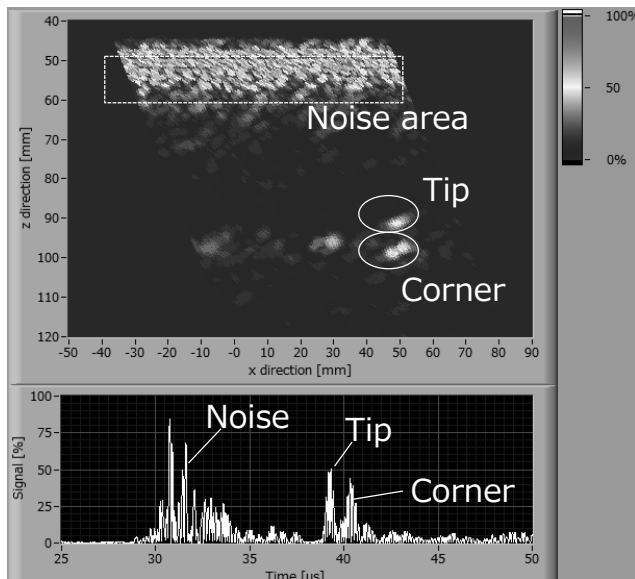 40
50
60
70
80
90
100
110
120
z direction [mm]
Noise area
Tip
Corner
-50 -40 -30 -20 -10 -0 10 20 30 40 50 60 70 80 90
x direction [mm]
100%
50
0%
100
75
50
25
0
Signal [%]
Noise
Tip
Corner
25 30 35 40 45 50
Time [us]